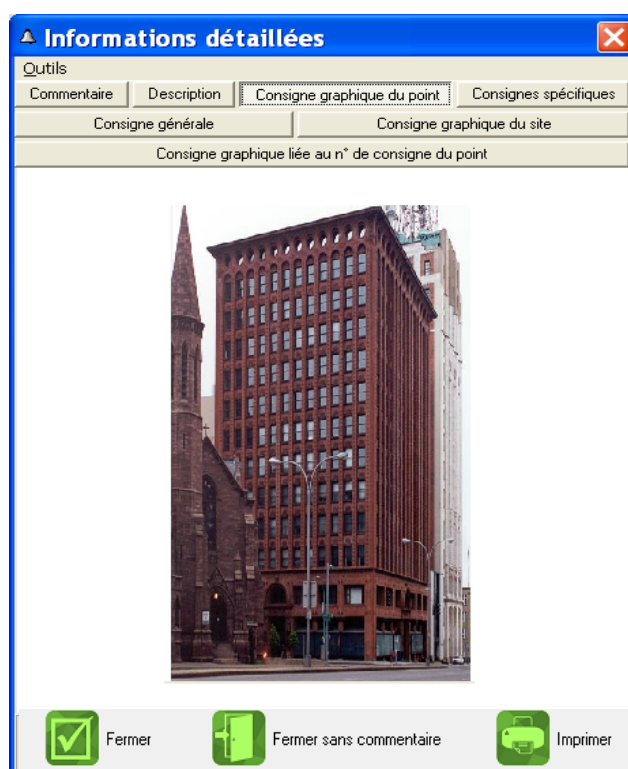 Informations détaillées
Outils
Commentaire Description Consigne graphique du point Consignes spécifiques
Consigne générale Consigne graphique du site
Consigne graphique liée au n° de consigne du point
Fermer Fermer sans commentaire Imprimer